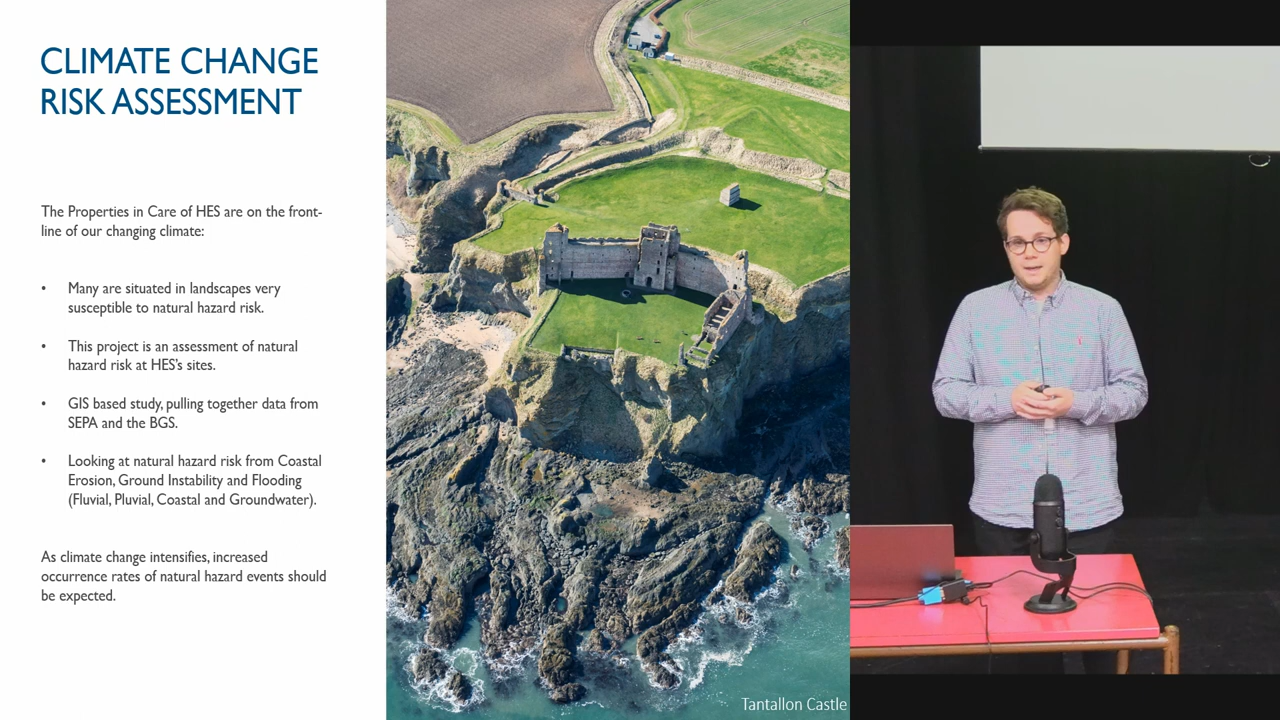 CLIMATE CHANGE
RISK ASSESSMENT
The Properties in Care of HES are on the front-
line of our changing climate:
• Many are situated in landscapes very
susceptible to natural hazard risk.
• This project is an assessment of natural
hazard risk at HES's sites.
• GIS based study, pulling together data from
SEPA and the BGS.
• Looking at natural hazard risk from Coastal
Erosion, Ground Instability and Flooding
(Fluvial, Pluvial, Coastal and Groundwater).
As climate change intensifies, increased
occurrence rates of natural hazard events should
be expected.
Tantallon Castle